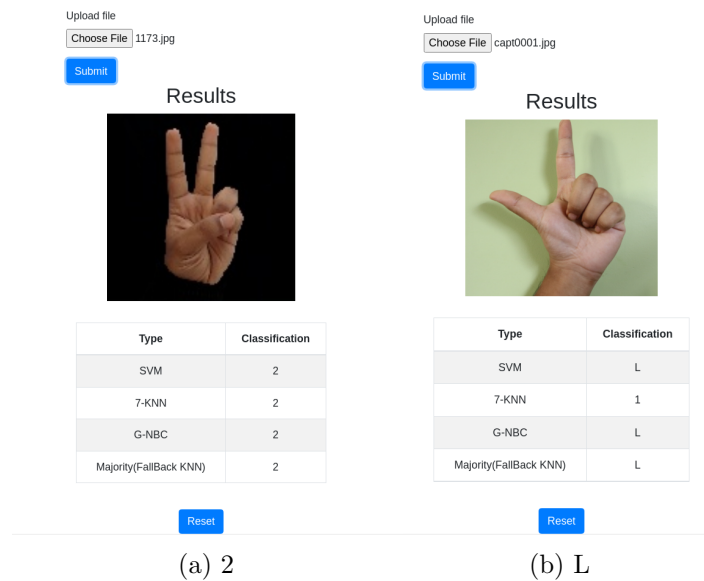 Upload file
Choose File 1173.jpg
Submit
Results
Type Classification
SVM 2
7-KNN 2
G-NBC 2
Majority(FallBack KNN) 2
Reset
(a) 2
Upload file
Choose File capt0001.jpg
Submit
Results
Type Classification
SVM L
7-KNN 1
G-NBC L
Majority(FallBack KNN) L
Reset
(b) L